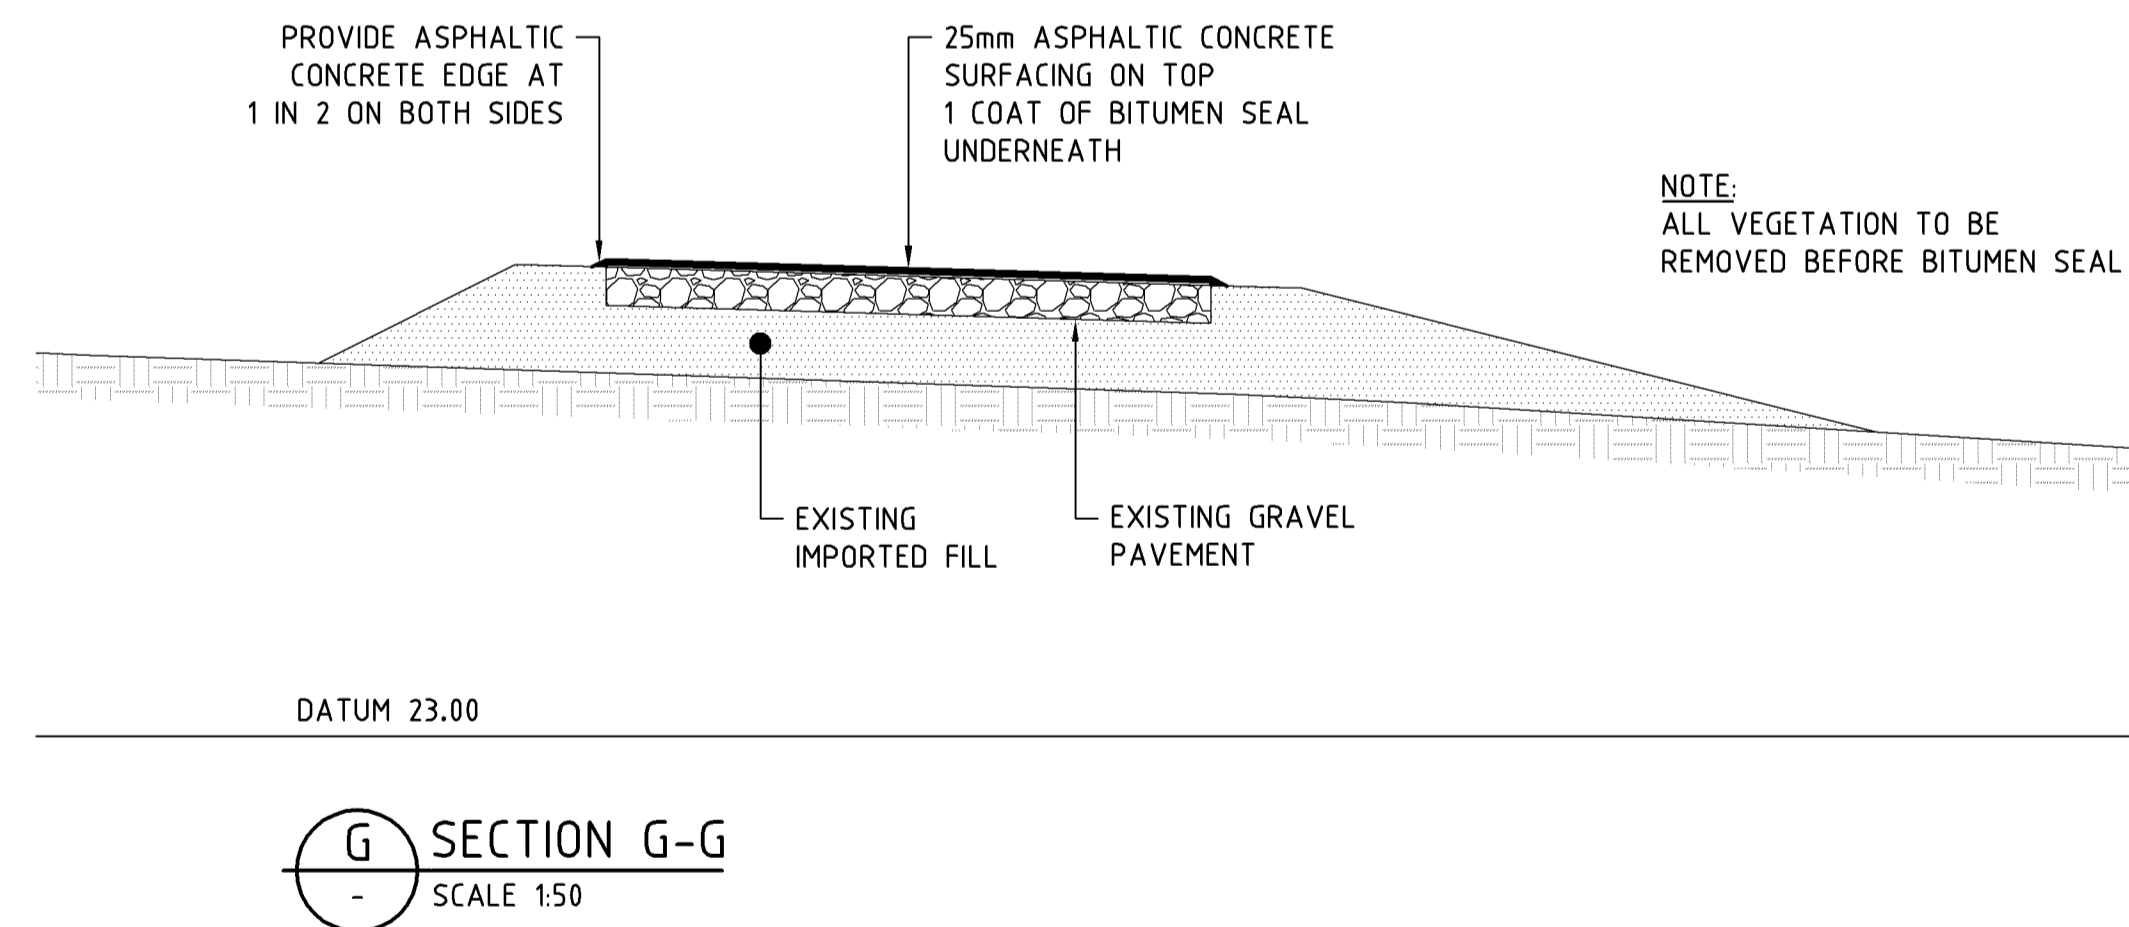 PROVIDE ASPHALTIC
CONCRETE EDGE AT
1 IN 2 ON BOTH SIDES
25mm ASPHALTIC CONCRETE
SURFACING ON TOP
1 COAT OF BITUMEN SEAL
UNDERNEATH
NOTE:
ALL VEGETATION TO BE
REMOVED BEFORE BITUMEN SEAL
EXISTING
IMPORTED FILL
EXISTING GRAVEL
PAVEMENT
DATUM 23.00
G
-
SECTION G-G
SCALE 1:50